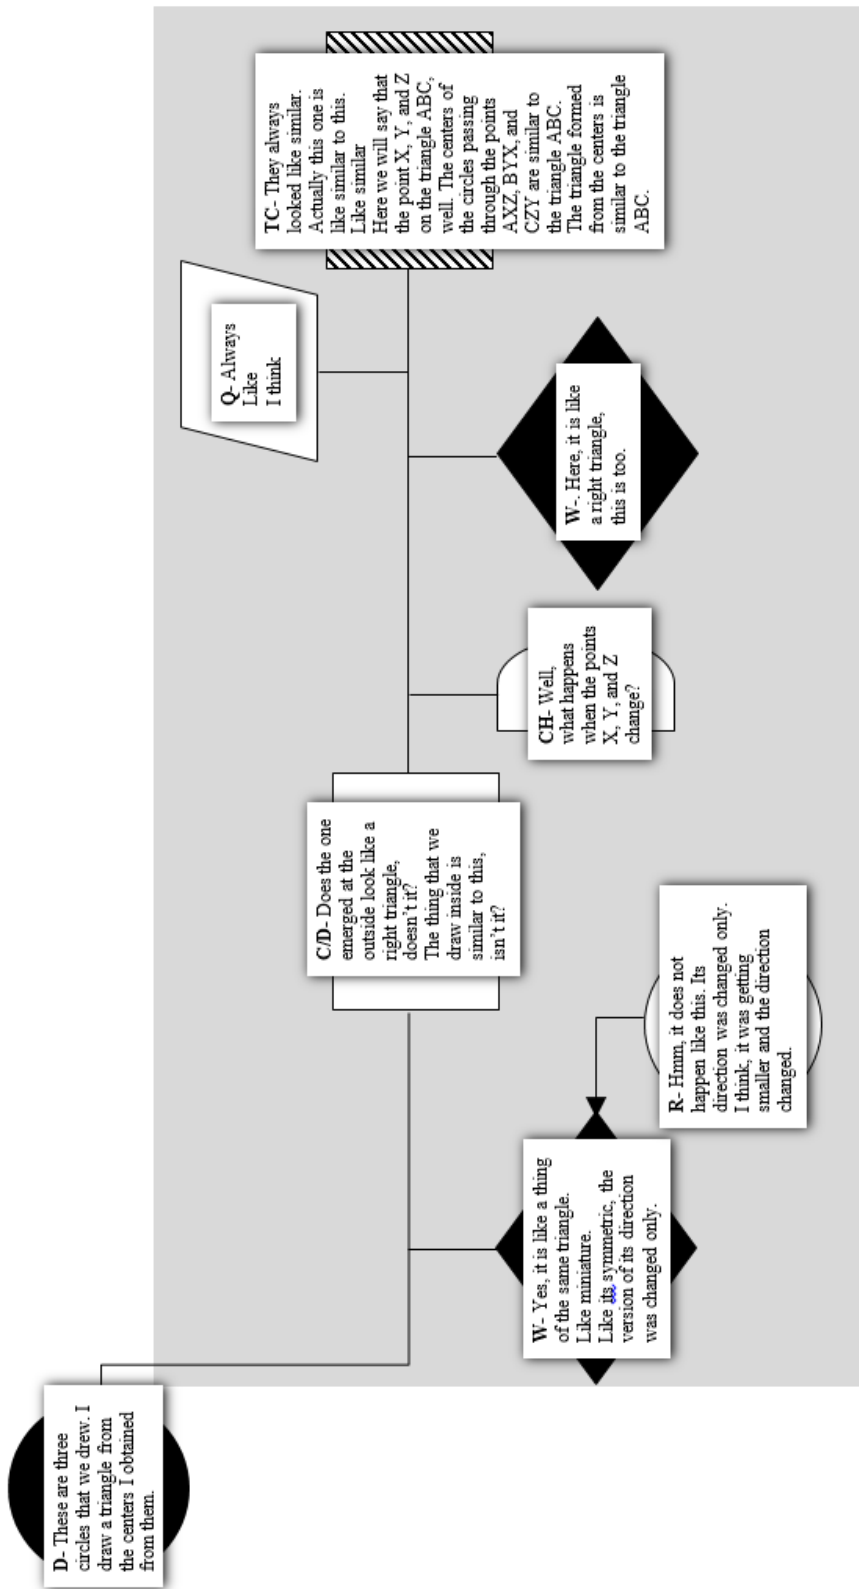 D- These are three
circles that we drew. I
draw a triangle from
the centers I obtained
from them.
W- Yes, it is like a thing
of the same triangle.
Like miniature.
Like its symmetric, the
version of its direction
was changed only.
R- Hmm, it does not
happen like this. Its
direction was changed only.
I think, it was getting
smaller and the direction
changed.
C/D- Does the one
emerged at the
outside look like a
right triangle,
doesn't it?
The thing that we
draw inside is
similar to this,
isn't it?
CH- Well,
what happens
when the points
X, Y, and Z
change?
W-. Here, it is like
a right triangle,
this is too.
Q- Always
Like
I think
TC- They always
looked like similar.
Actually this one is
like similar to this.
Like similar
Here we will say that
the point X, Y, and Z
on the triangle ABC,
well. The centers of
the circles passing
through the points
AXZ, BYX, and
CZY are similar to
the triangle ABC.
The triangle formed
from the centers is
similar to the triangle
ABC.